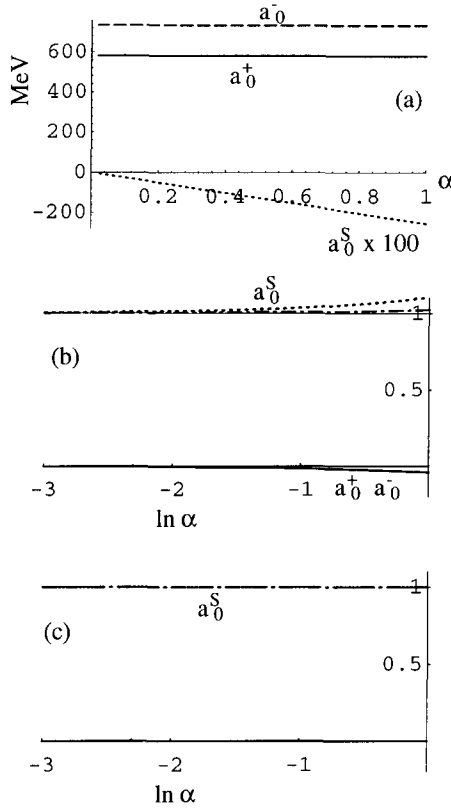 a₀⁻
MeV
600
a₀⁺
400
(a)
200
0
0.2 0.4 0.6 0.8 1 α
-200
a₀ˢ x 100
a₀ˢ
1
(b)
0.5
-3 -2 -1
a₀⁺ a₀⁻
ln α
1
a₀ˢ
(c)
0.5
-3 -2 -1
ln α